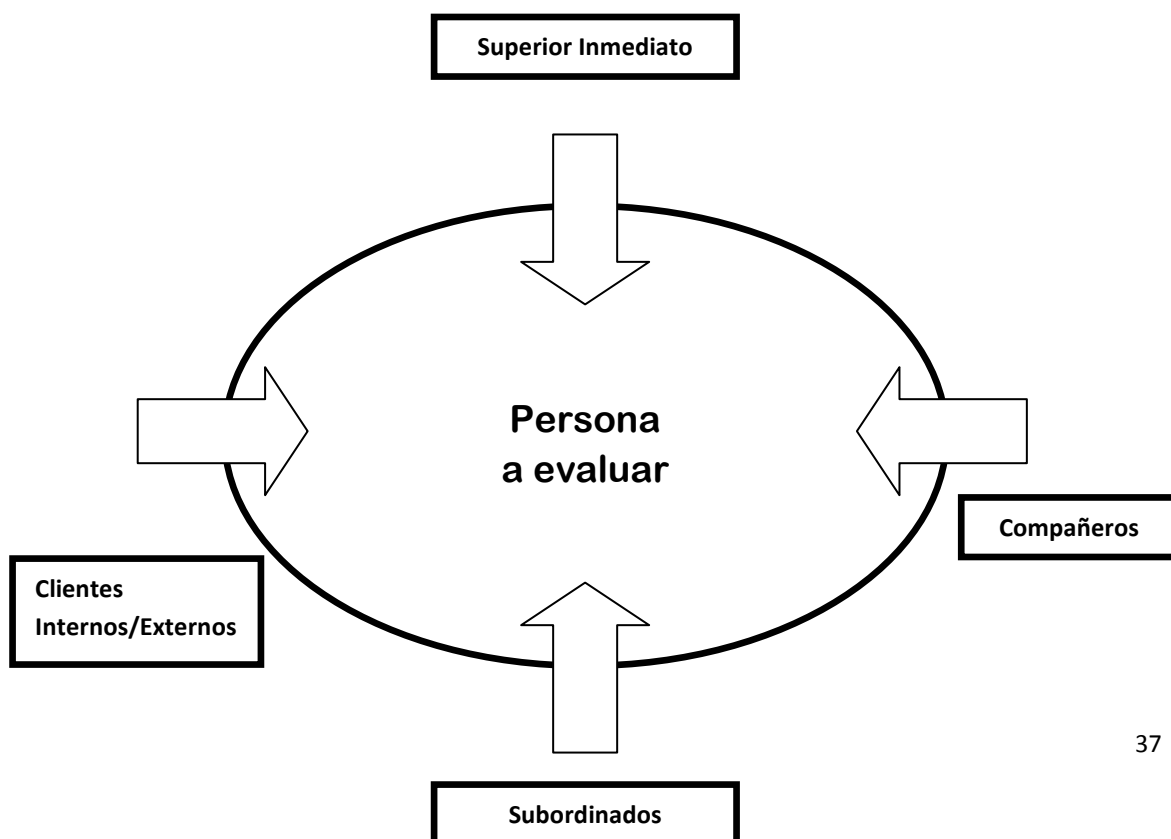 Superior Inmediato
Persona
a evaluar
Compañeros
Clientes
Internos/Externos
37
Subordinados